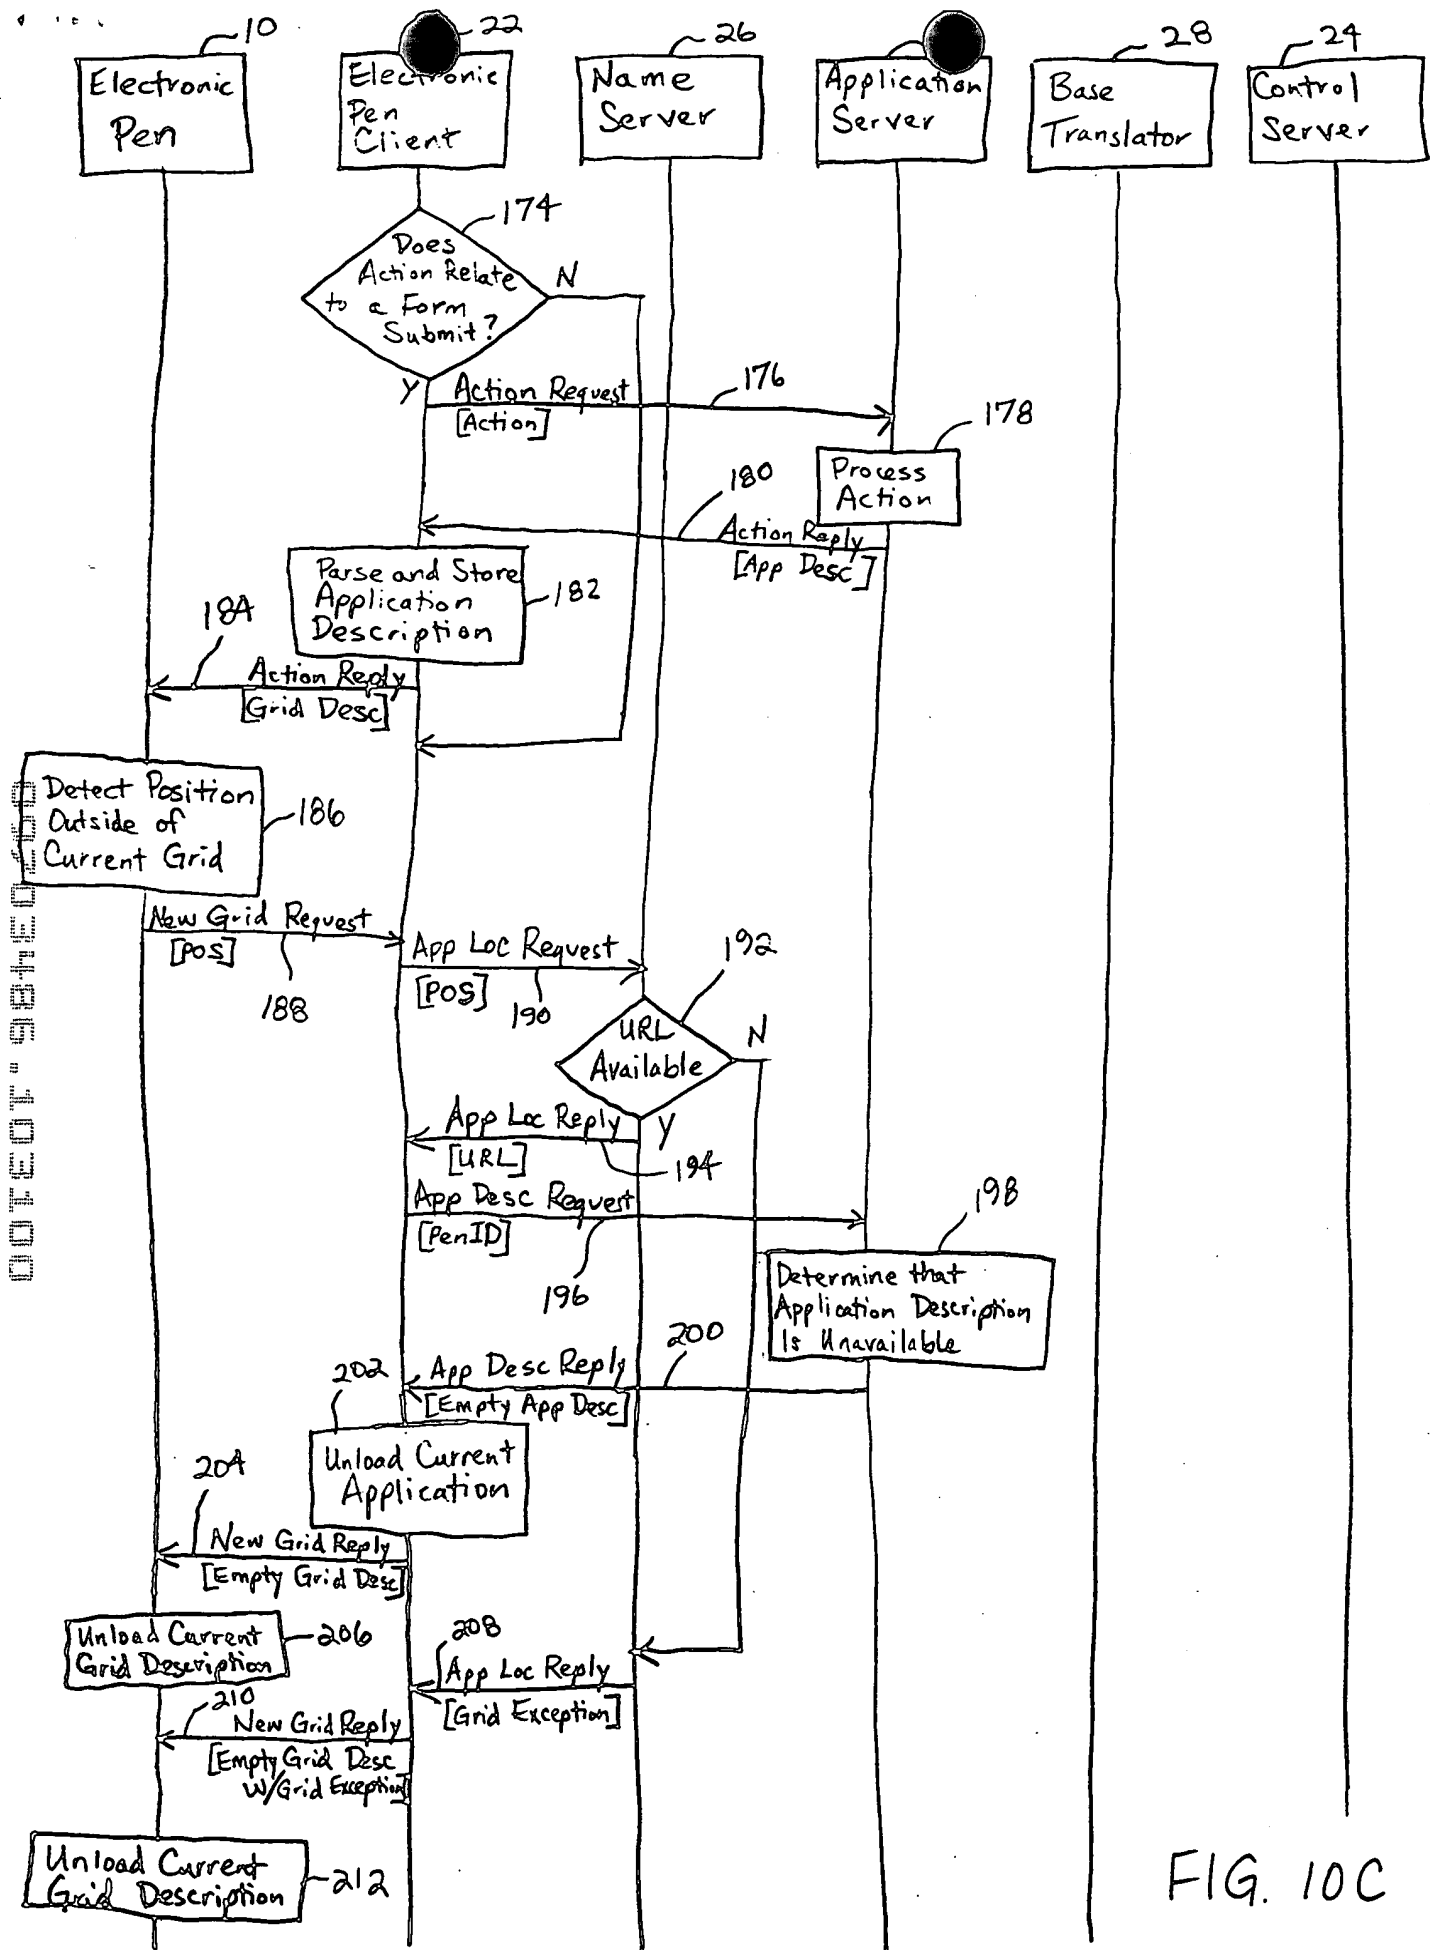 10
22
26
28
24
Electronic
Pen
Electronic
Pen
Client
Name
Server
Application
Server
Base
Translator
Control
Server
174
Does
Action Relate
to a Form
Submit?
N
Y
Action Request
[Action]
176
178
Process
Action
180
Action Reply
[App Desc]
Parse and Store
Application
Description
182
184
Action Reply
[Grid Desc]
Detect Position
Outside of
Current Grid
186
New Grid Request
[POS]
188
App Loc Request
[POS]
190
192
URL
Available
N
Y
App Loc Reply
[URL]
194
App Desc Request
[PenID]
196
198
Determine that
Application Description
Is Unavailable
200
App Desc Reply
[Empty App Desc]
202
Unload Current
Application
204
New Grid Reply
[Empty Grid Desc]
Unload Current
Grid Description
206
208
App Loc Reply
[Grid Exception]
210
New Grid Reply
[Empty Grid Desc
W/Grid Exception]
Unload Current
Grid Description
212
FIG. 10C